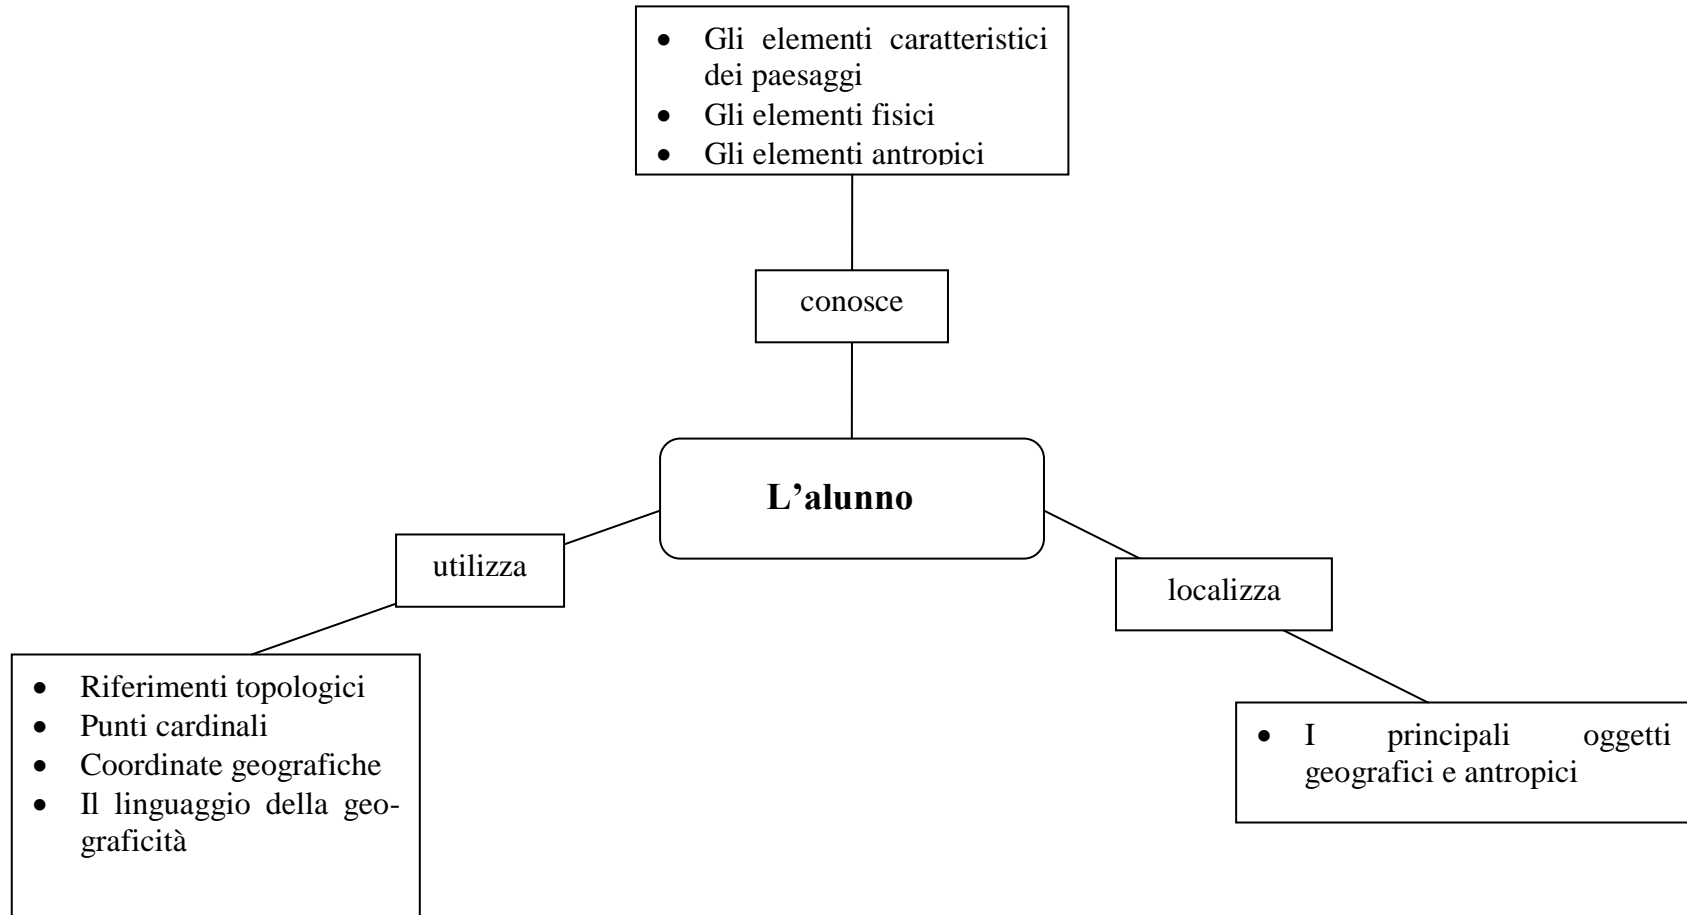 • Gli elementi caratteristici
dei paesaggi
• Gli elementi fisici
• Gli elementi antropici
conosce
L’alunno
utilizza
localizza
• Riferimenti topologici
• Punti cardinali
• Coordinate geografiche
• Il linguaggio della geo-
graficità
• I principali oggetti
geografici e antropici